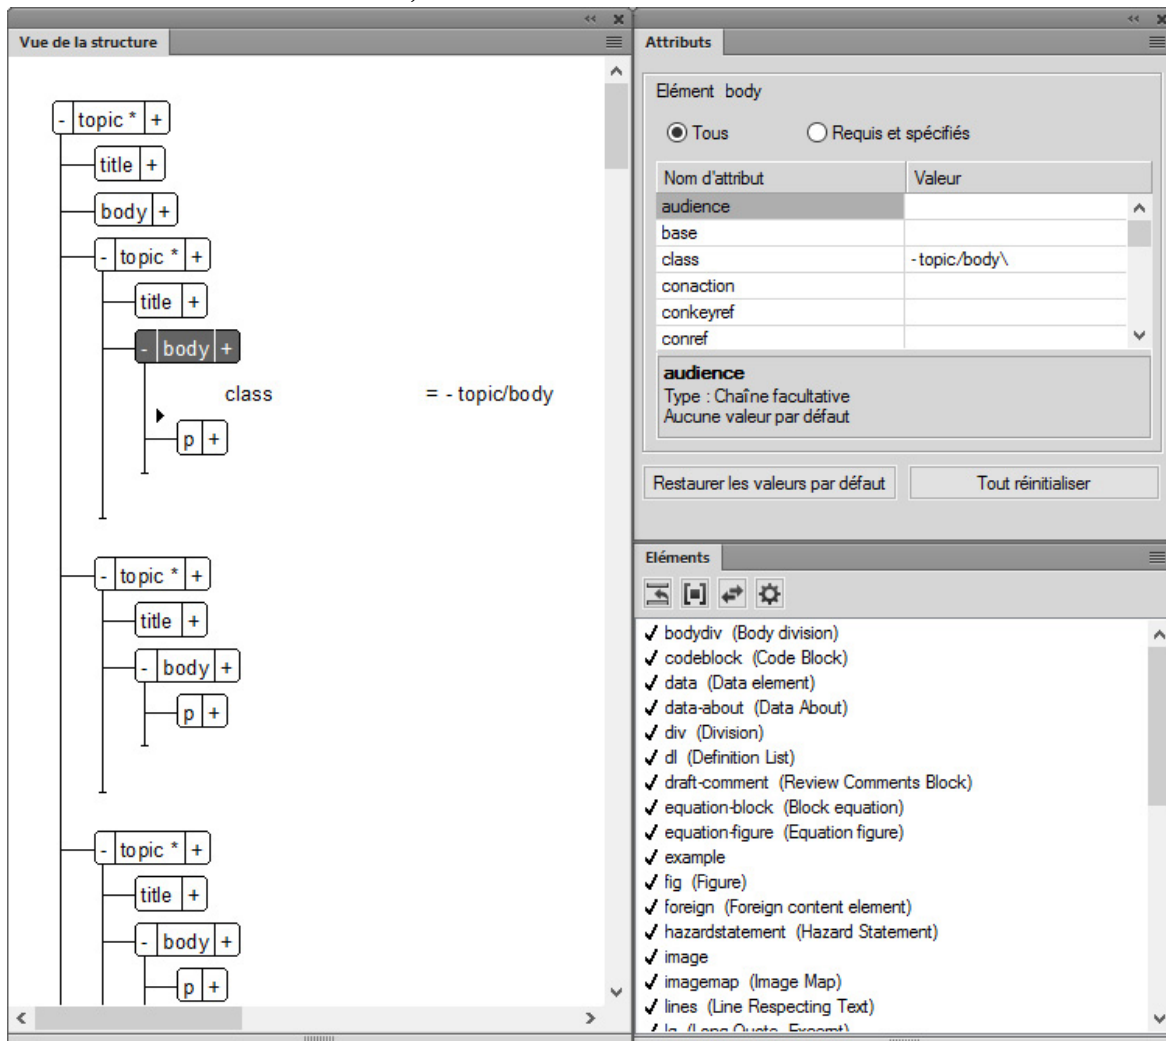 Vue de la structure
- topic * +
title +
body +
- topic * +
title +
- body +
class = - topic/body
p +
- topic * +
title +
- body +
p +
- topic * +
title +
- body +
p +
Attributs
Elément body
Tous Requis et spécifiés
Nom d'attribut Valeur
audience
base
class - topic/body\
conaction
conkeyref
conref
audience
Type : Chaîne facultative
Aucune valeur par défaut
Restaurer les valeurs par défaut Tout réinitialiser
Eléments
bodydiv (Body division)
codeblock (Code Block)
data (Data element)
data-about (Data About)
div (Division)
dl (Definition List)
draft-comment (Review Comments Block)
equation-block (Block equation)
equation-figure (Equation figure)
example
fig (Figure)
foreign (Foreign content element)
hazardstatement (Hazard Statement)
image
imagemap (Image Map)
lines (Line Respecting Text)